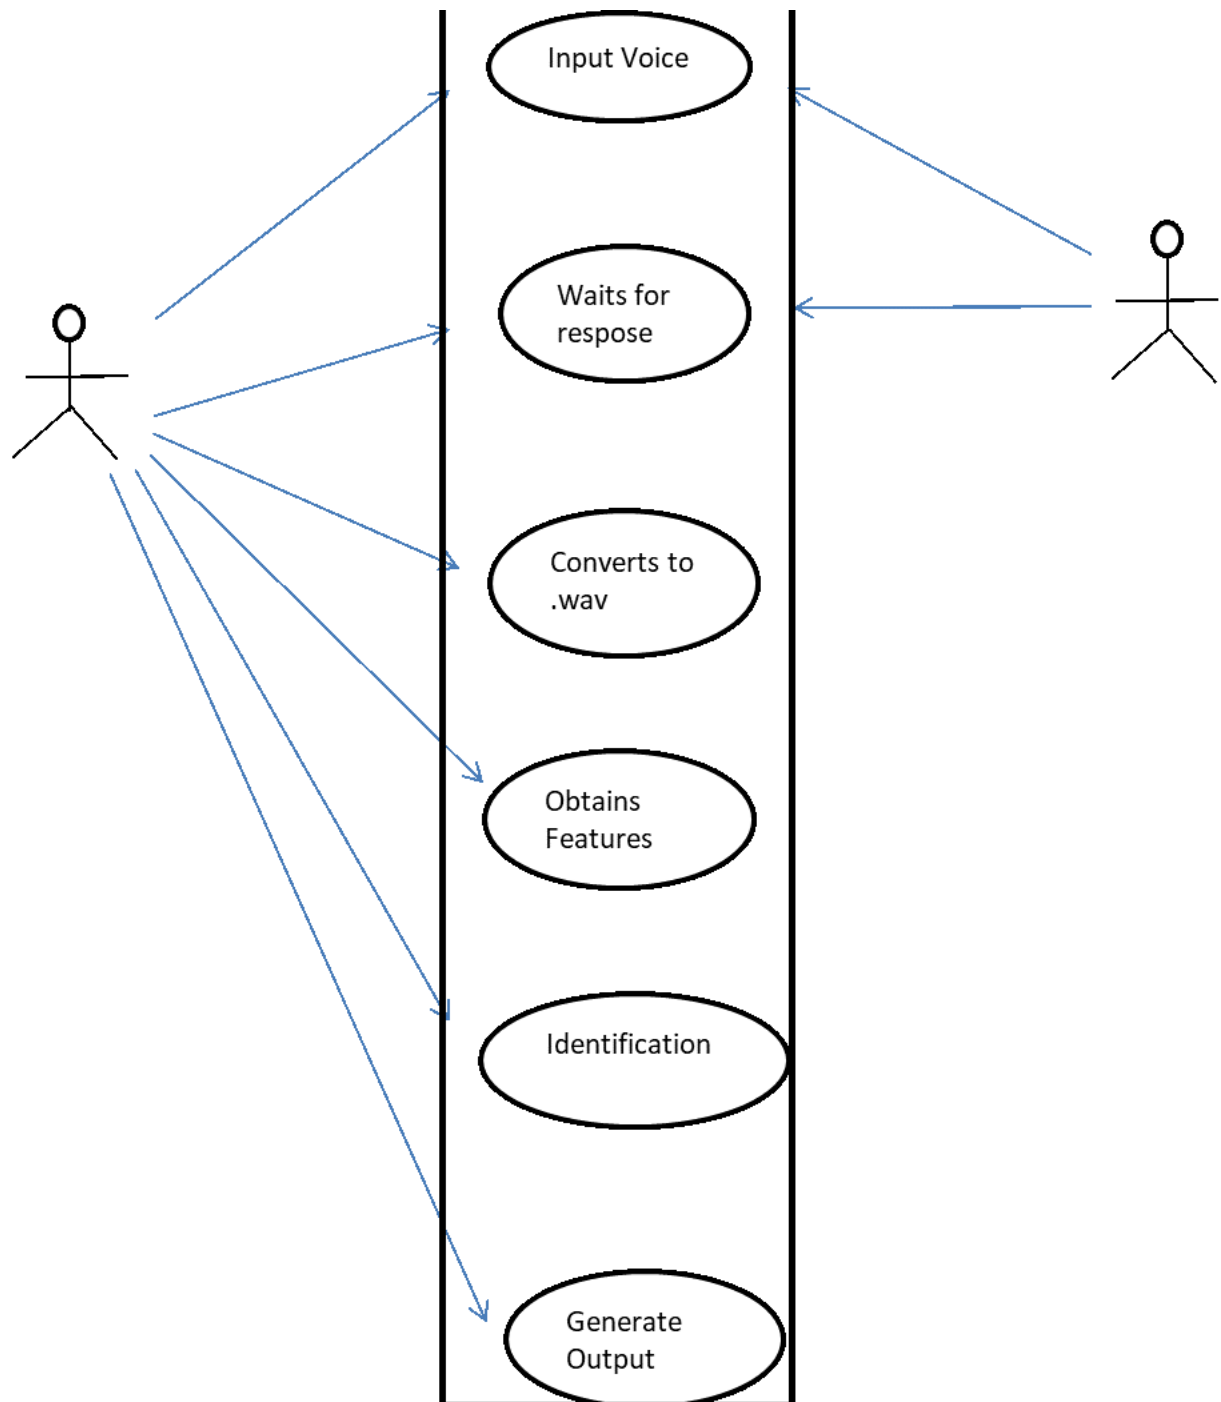 Input Voice
Waits for
respose
Converts to
.wav
Obtains
Features
Identification
Generate
Output